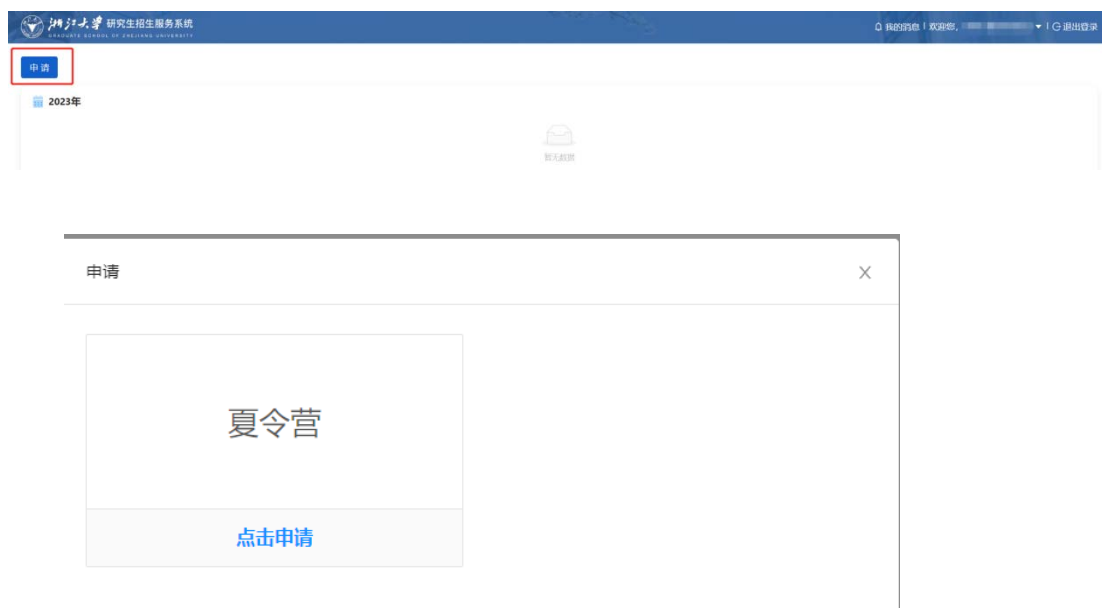 浙江大学 研究生招生服务系统
GRADUATE SCHOOL OF ZHEJIANG UNIVERSITY
我的消息 | 欢迎您,
退出登录
申 请
2023年
暂无数据
申请
夏令营
点击申请